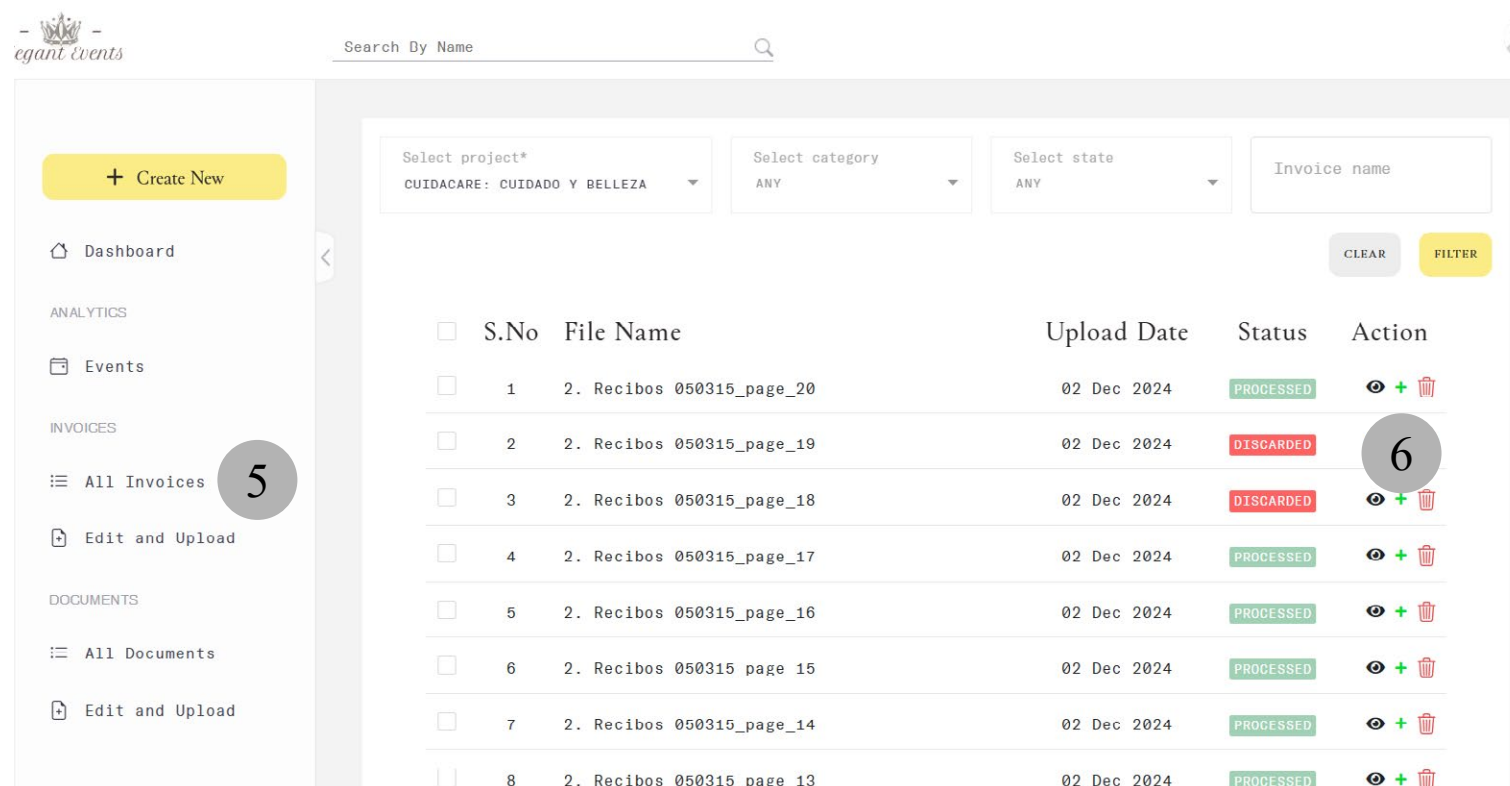 egant Events
Search By Name
+ Create New
Dashboard
ANALYTICS
Events
INVOICES
All Invoices
5
Edit and Upload
DOCUMENTS
All Documents
Edit and Upload
Select project*
CUIDACARE: CUIDADO Y BELLEZA
Select category
ANY
Select state
ANY
Invoice name
CLEAR
FILTER
S.No File Name Upload Date Status Action
1 2. Recibos 050315_page_20 02 Dec 2024 PROCESSED
2 2. Recibos 050315_page_19 02 Dec 2024 DISCARDED
6
3 2. Recibos 050315_page_18 02 Dec 2024 DISCARDED
4 2. Recibos 050315_page_17 02 Dec 2024 PROCESSED
5 2. Recibos 050315_page_16 02 Dec 2024 PROCESSED
6 2. Recibos 050315 page 15 02 Dec 2024 PROCESSED
7 2. Recibos 050315_page_14 02 Dec 2024 PROCESSED
8 2. Recibos 050315 page 13 02 Dec 2024 PROCESSED